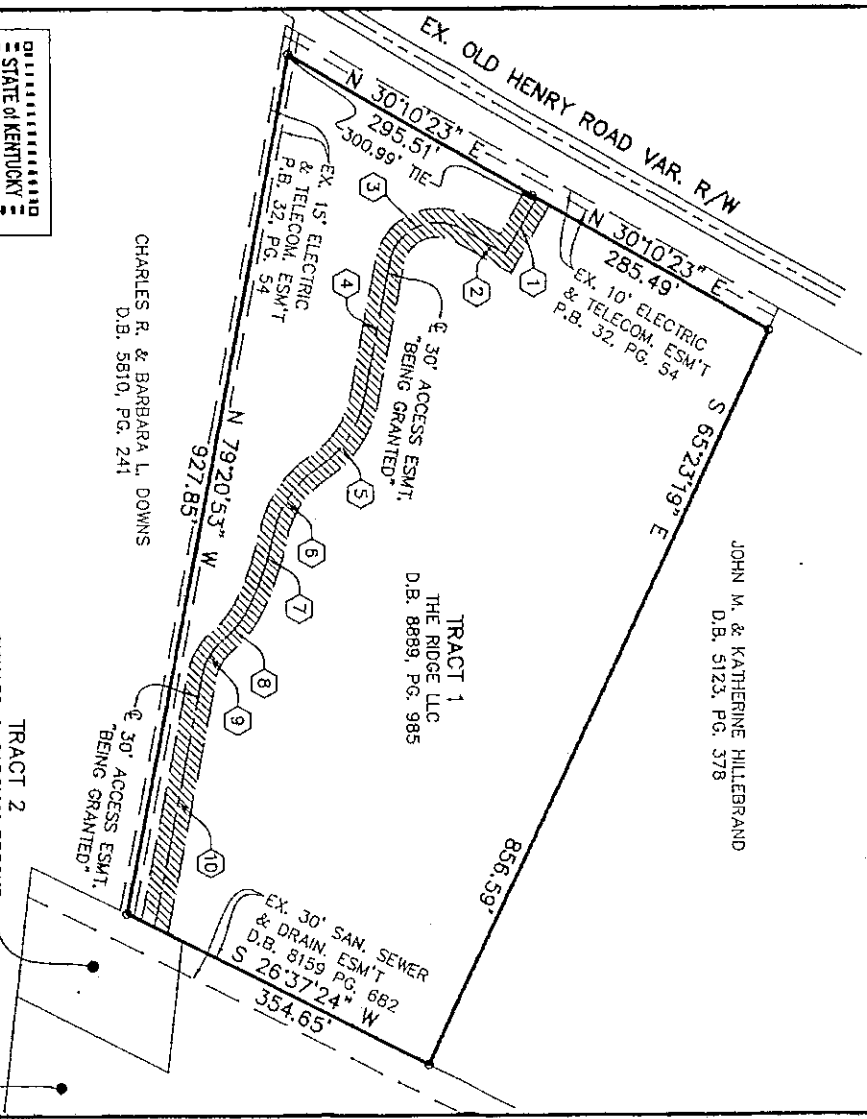 EX. OLD HENRY ROAD VAR. R/W
N 30°10'23" E
295.51'
300.99' TIE
N 30°10'23" E
285.49'
EX. 10' ELECTRIC
& TELECOM. ESM'T
P.B. 32, PG. 54
S 65°23'19" E
856.59'
JOHN M. & KATHERINE HILLEBRAND
D.B. 5123, PG. 378
1
2
3
4
5
6
7
8
9
10
EX. 15' ELECTRIC
& TELECOM. ESM'T
P.B. 32, PG. 54
℄ 30' ACCESS ESMT.
"BEING GRANTED"
TRACT 1
THE RIDGE LLC
D.B. 8889, PG. 985
N 79°20'53" W
927.85'
CHARLES R. & BARBARA L. DOWNS
D.B. 5810, PG. 241
℄ 30' ACCESS ESMT.
"BEING GRANTED"
EX. 30' SAN. SEWER
& DRAIN. ESM'T
D.B. 8159 PG. 682
S 26°37'24" W
354.65'
TRACT 2
STATE of KENTUCKY